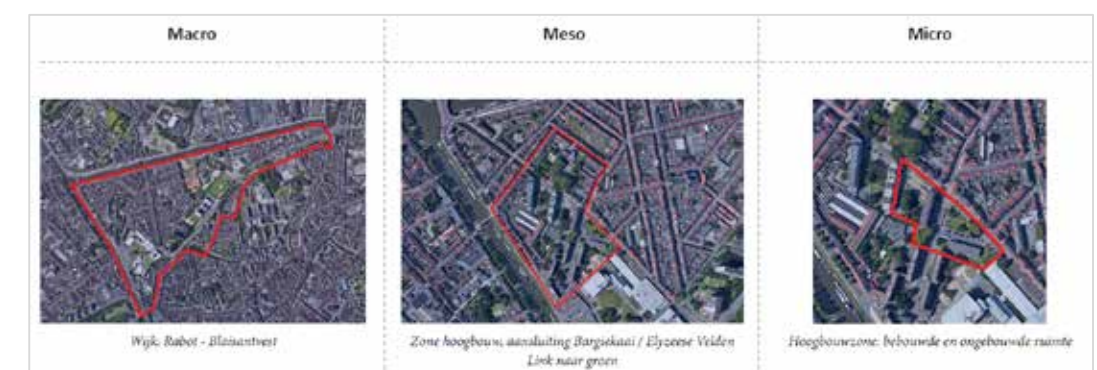 Macro
Meso
Micro
Wijk: Rabot - Blaisantvest
Zone hoogbouw, aansluiting Bargiekaai / Elyzeese Velden
Link naar groen
Hoogbouwzone: bebouwde en ongebouwde ruimte